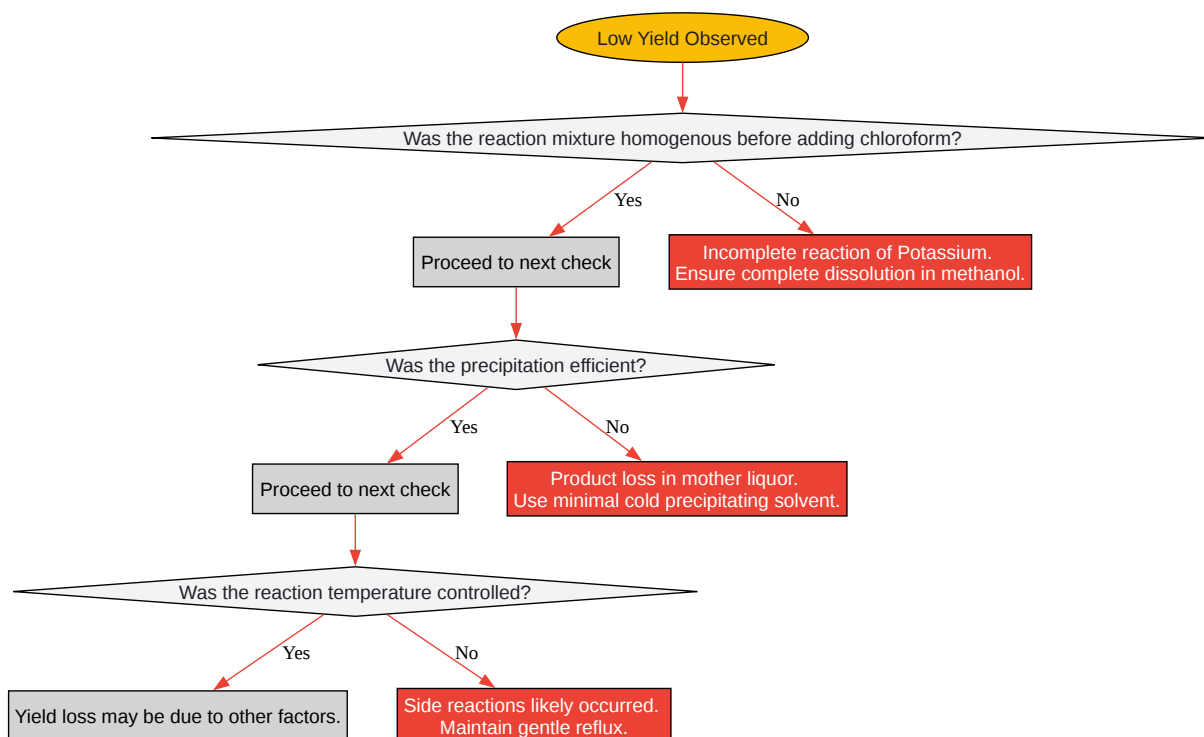 Low Yield Observed
Was the reaction mixture homogenous before adding chloroform?
Yes
No
Proceed to next check
Incomplete reaction of Potassium.
Ensure complete dissolution in methanol.
Was the precipitation efficient?
Yes
No
Proceed to next check
Product loss in mother liquor.
Use minimal cold precipitating solvent.
Was the reaction temperature controlled?
Yes
No
Yield loss may be due to other factors.
Side reactions likely occurred.
Maintain gentle reflux.